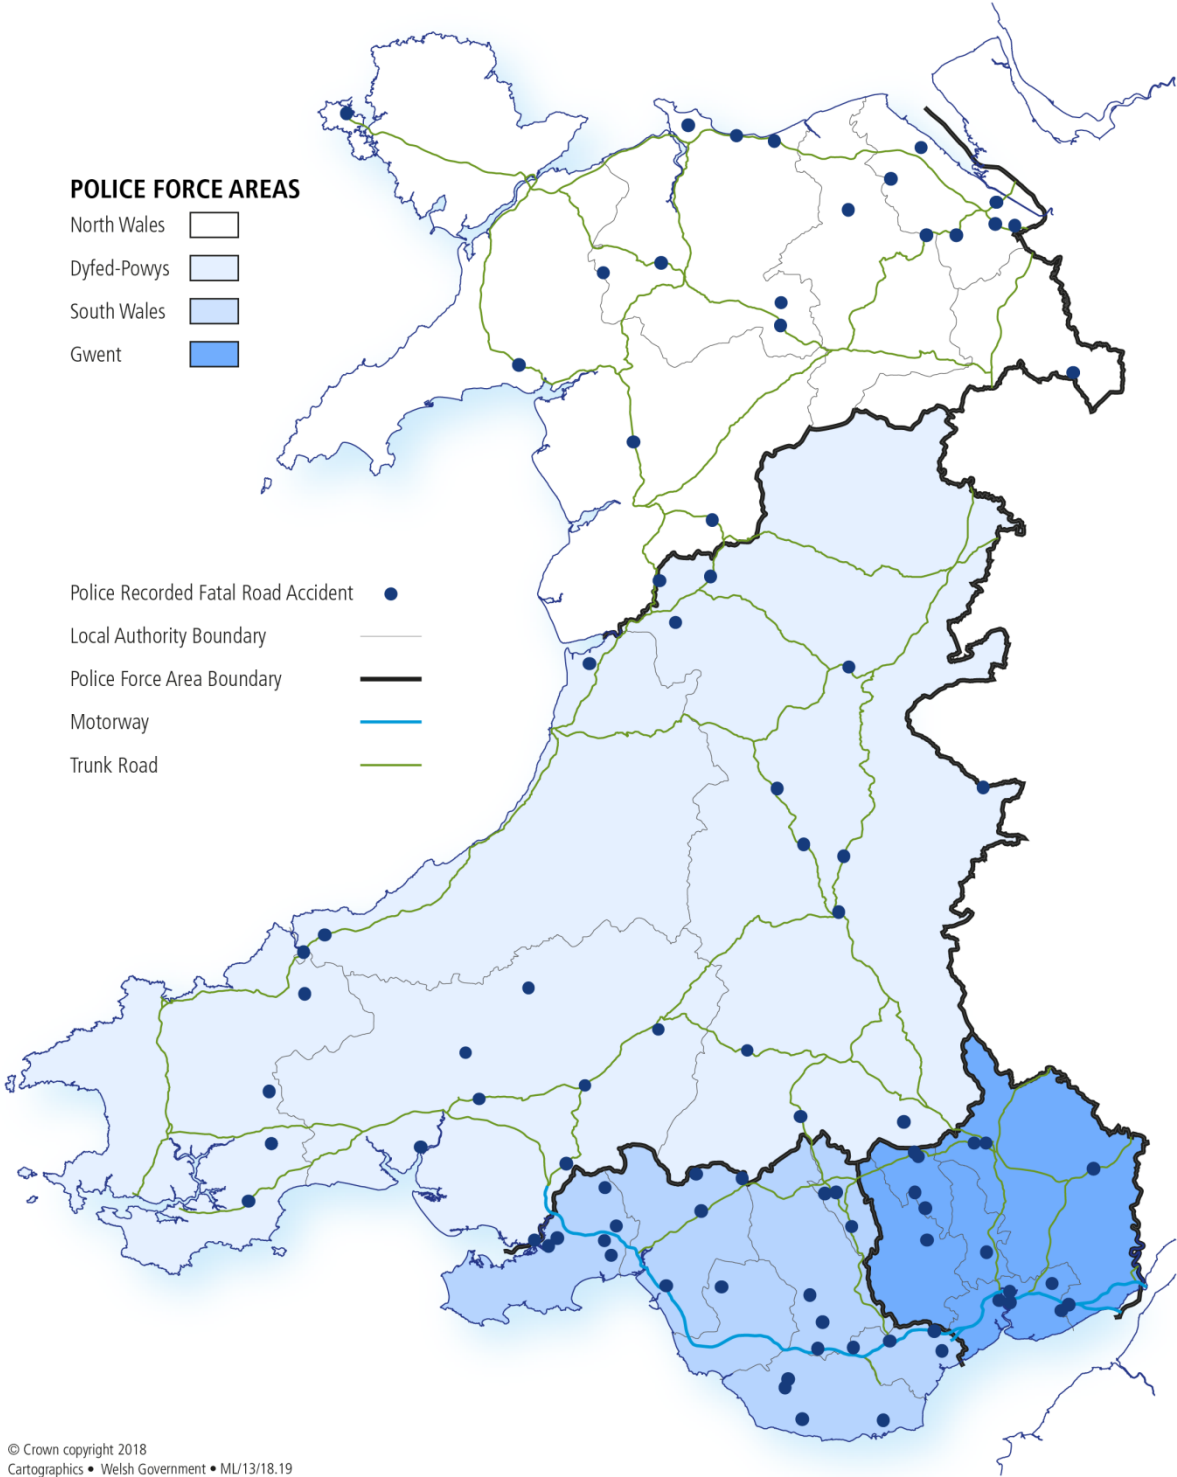 POLICE FORCE AREAS
North Wales
Dyfed-Powys
South Wales
Gwent
Police Recorded Fatal Road Accident
Local Authority Boundary
Police Force Area Boundary
Motorway
Trunk Road
© Crown copyright 2018
Cartographics • Welsh Government • ML/13/18.19